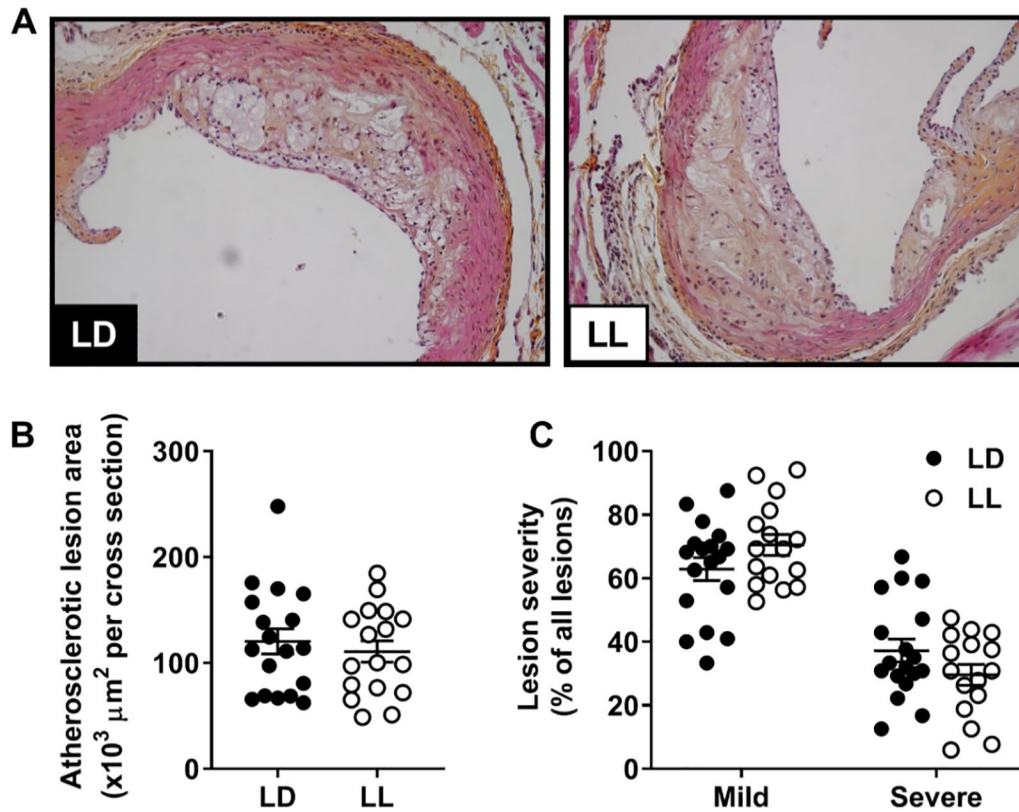 A
LD
LL
B
Atherosclerotic lesion area
(x10³ μm² per cross section)
300
200
100
0
LD
LL
C
Lesion severity
(% of all lesions)
100
80
60
40
20
0
LD
LL
Mild
Severe